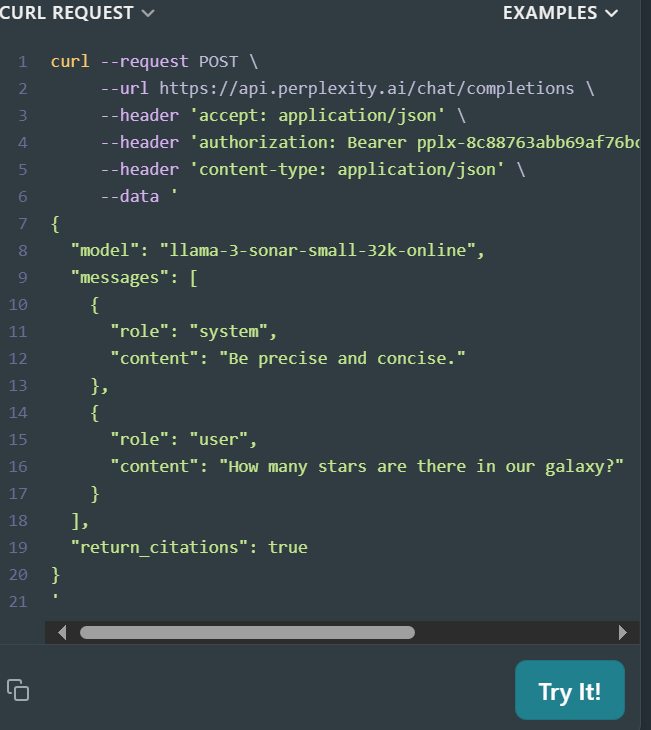 CURL REQUEST EXAMPLES
1 curl --request POST \
2      --url https://api.perplexity.ai/chat/completions \
3      --header 'accept: application/json' \
4      --header 'authorization: Bearer pplx-8c88763abb69af76bc
5      --header 'content-type: application/json' \
6      --data '
7 {
8   "model": "llama-3-sonar-small-32k-online",
9   "messages": [
10     {
11       "role": "system",
12       "content": "Be precise and concise."
13     },
14     {
15       "role": "user",
16       "content": "How many stars are there in our galaxy?"
17     }
18   ],
19   "return_citations": true
20 }
21 '
Try It!